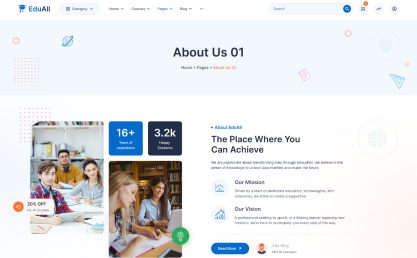 EduAll
Category
Home
Classes
Pages
Blog
Search
About Us 01
Home > Pages > About Us 01
16+
Years of
experience
3.2k
Happy
Students
20% OFF
For All Courses
About EduAll
The Place Where You
Can Achieve
We are passionate about transforming lives through education, we believe in the
power of knowledge to unlock opportunities and shape the future.
Our Mission
Driven by a team of dedicated educators, technologists, and
visionaries, we strive to create a supportive
Our Vision
A professional seeking to upskill, or a lifelong learner exploring new
horizons, we're here to accompany you every step of the way.
Read More
CEO Of Company